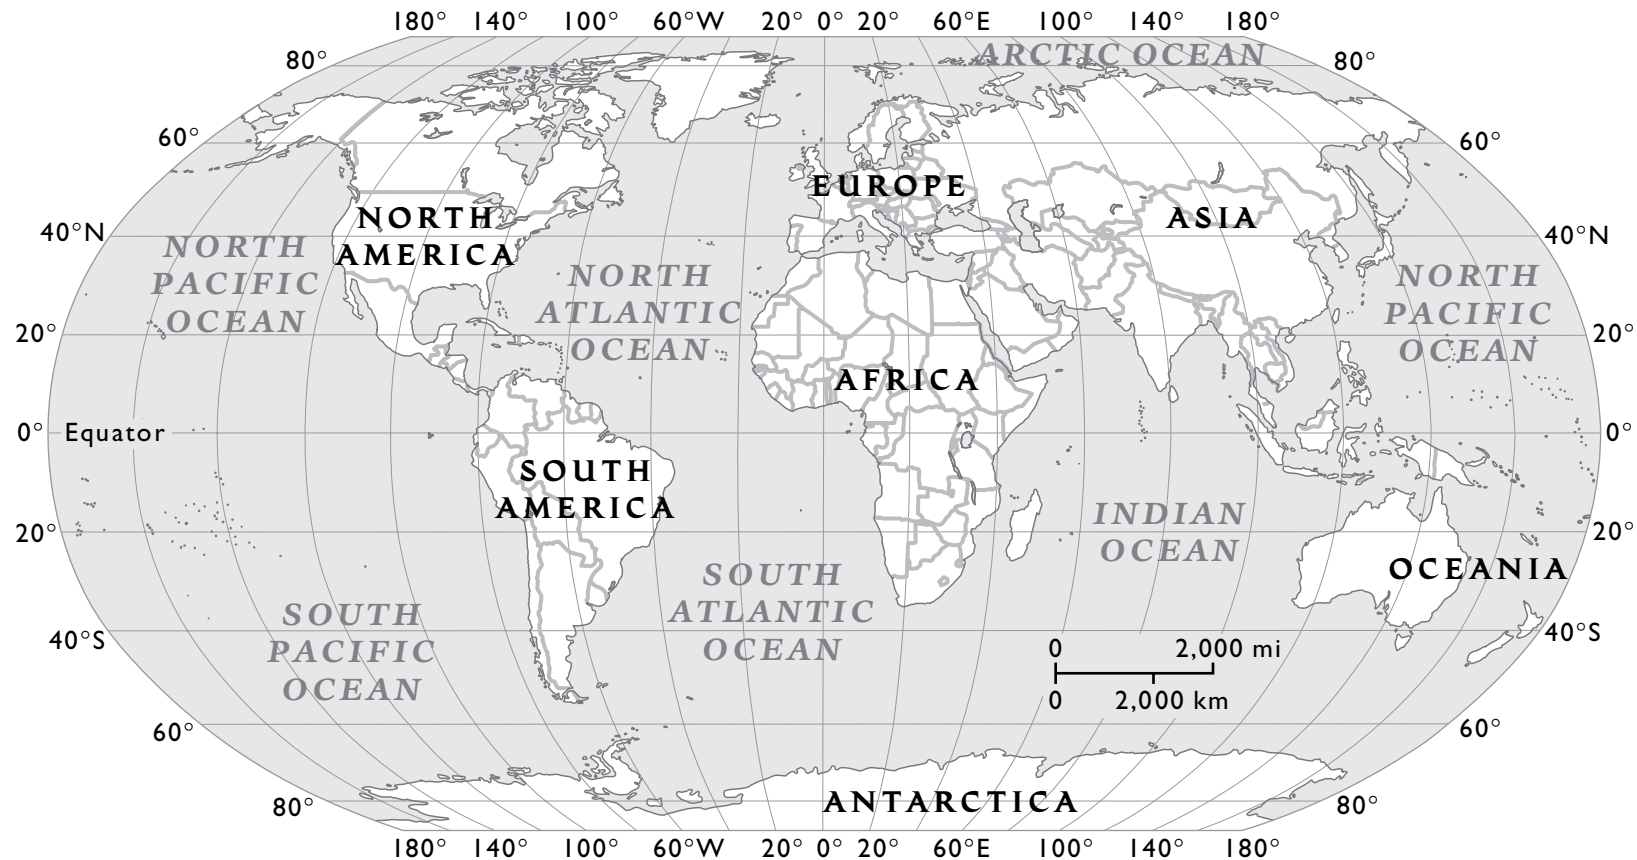 180° 140° 100° 60°W 20° 0° 20° 60°E 100° 140° 180°
ARCTIC OCEAN
80° 80°
60° 60°
EUROPE
NORTH
AMERICA
ASIA
40°N 40°N
NORTH
PACIFIC
OCEAN
NORTH
ATLANTIC
OCEAN
NORTH
PACIFIC
OCEAN
20° 20°
AFRICA
0° Equator 0°
SOUTH
AMERICA
INDIAN
OCEAN
20° 20°
OCEANIA
SOUTH
ATLANTIC
OCEAN
SOUTH
PACIFIC
OCEAN
40°S 40°S
0 2,000 mi
0 2,000 km
60° 60°
ANTARCTICA
80° 80°
180° 140° 100° 60°W 20° 0° 20° 60°E 100° 140° 180°